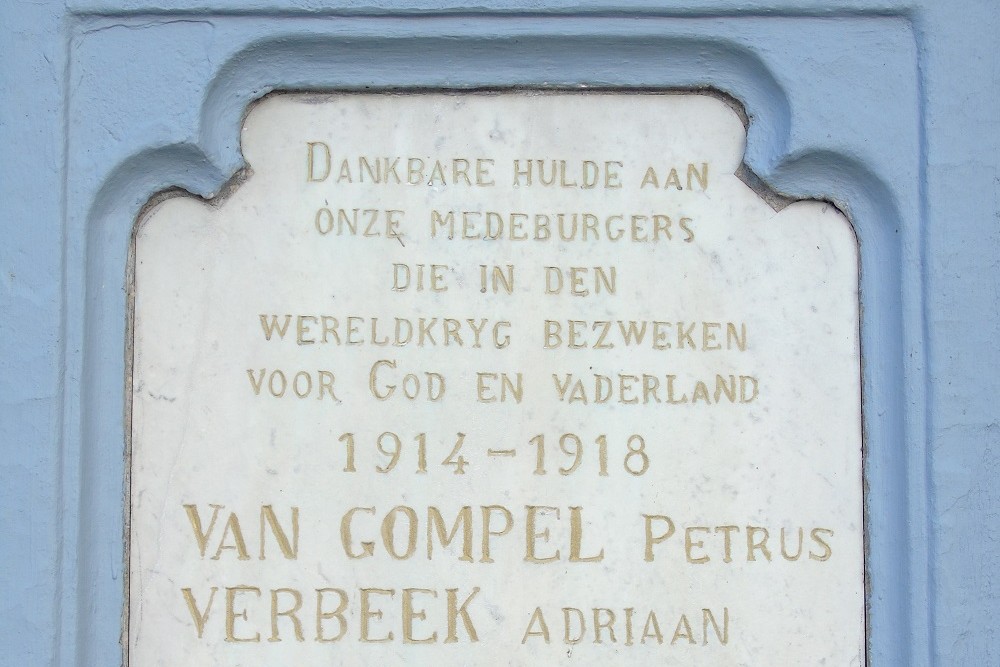 DANKBARE HULDE AAN
ONZE MEDEBURGERS
DIE IN DEN
WERELDKRYG BEZWEKEN
VOOR GOD EN VADERLAND
1914-1918
VAN GOMPEL PETRUS
VERBEEK ADRIAAN